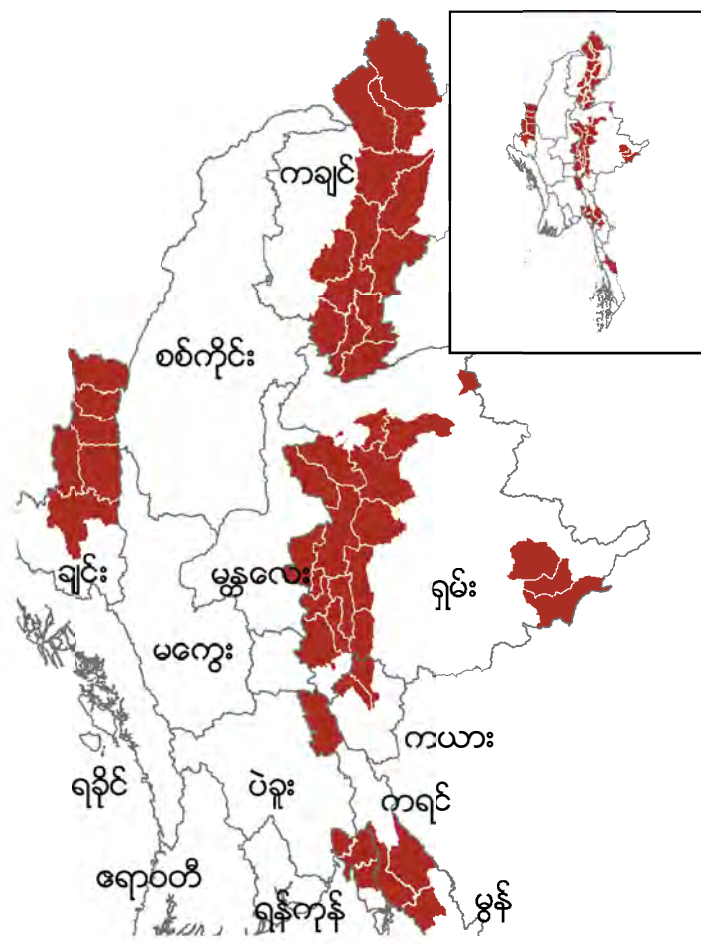 ကချင်
စစ်ကိုင်း
ချင်း
မန္တလေး
ရှမ်း
မကွေး
ကယား
ရခိုင်
ပဲခူး
ကရင်
ဧရာဝတီ
ရန်ကုန်
မွန်